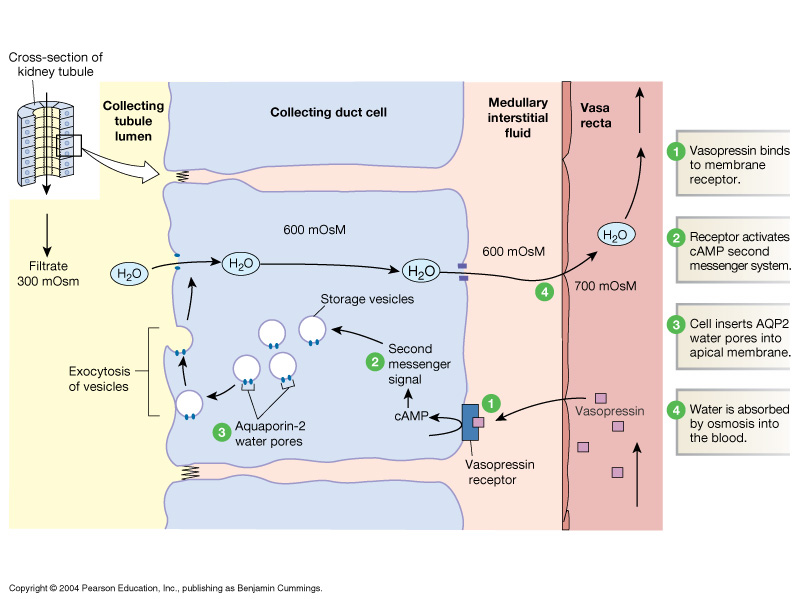 Cross-section of
kidney tubule
Collecting
tubule
lumen
Collecting duct cell
Medullary
interstitial
fluid
Vasa
recta
1 Vasopressin binds
to membrane
receptor.
600 mOsM
H2O
600 mOsM
2 Receptor activates
cAMP second
messenger system.
Filtrate
300 mOsm
H2O
H2O
H2O
4
700 mOsM
Storage vesicles
3 Cell inserts AQP2
water pores into
apical membrane.
Exocytosis
of vesicles
2 Second
messenger
signal
cAMP
1
Vasopressin
4 Water is absorbed
by osmosis into
the blood.
3 Aquaporin-2
water pores
Vasopressin
receptor
Copyright © 2004 Pearson Education, Inc., publishing as Benjamin Cummings.